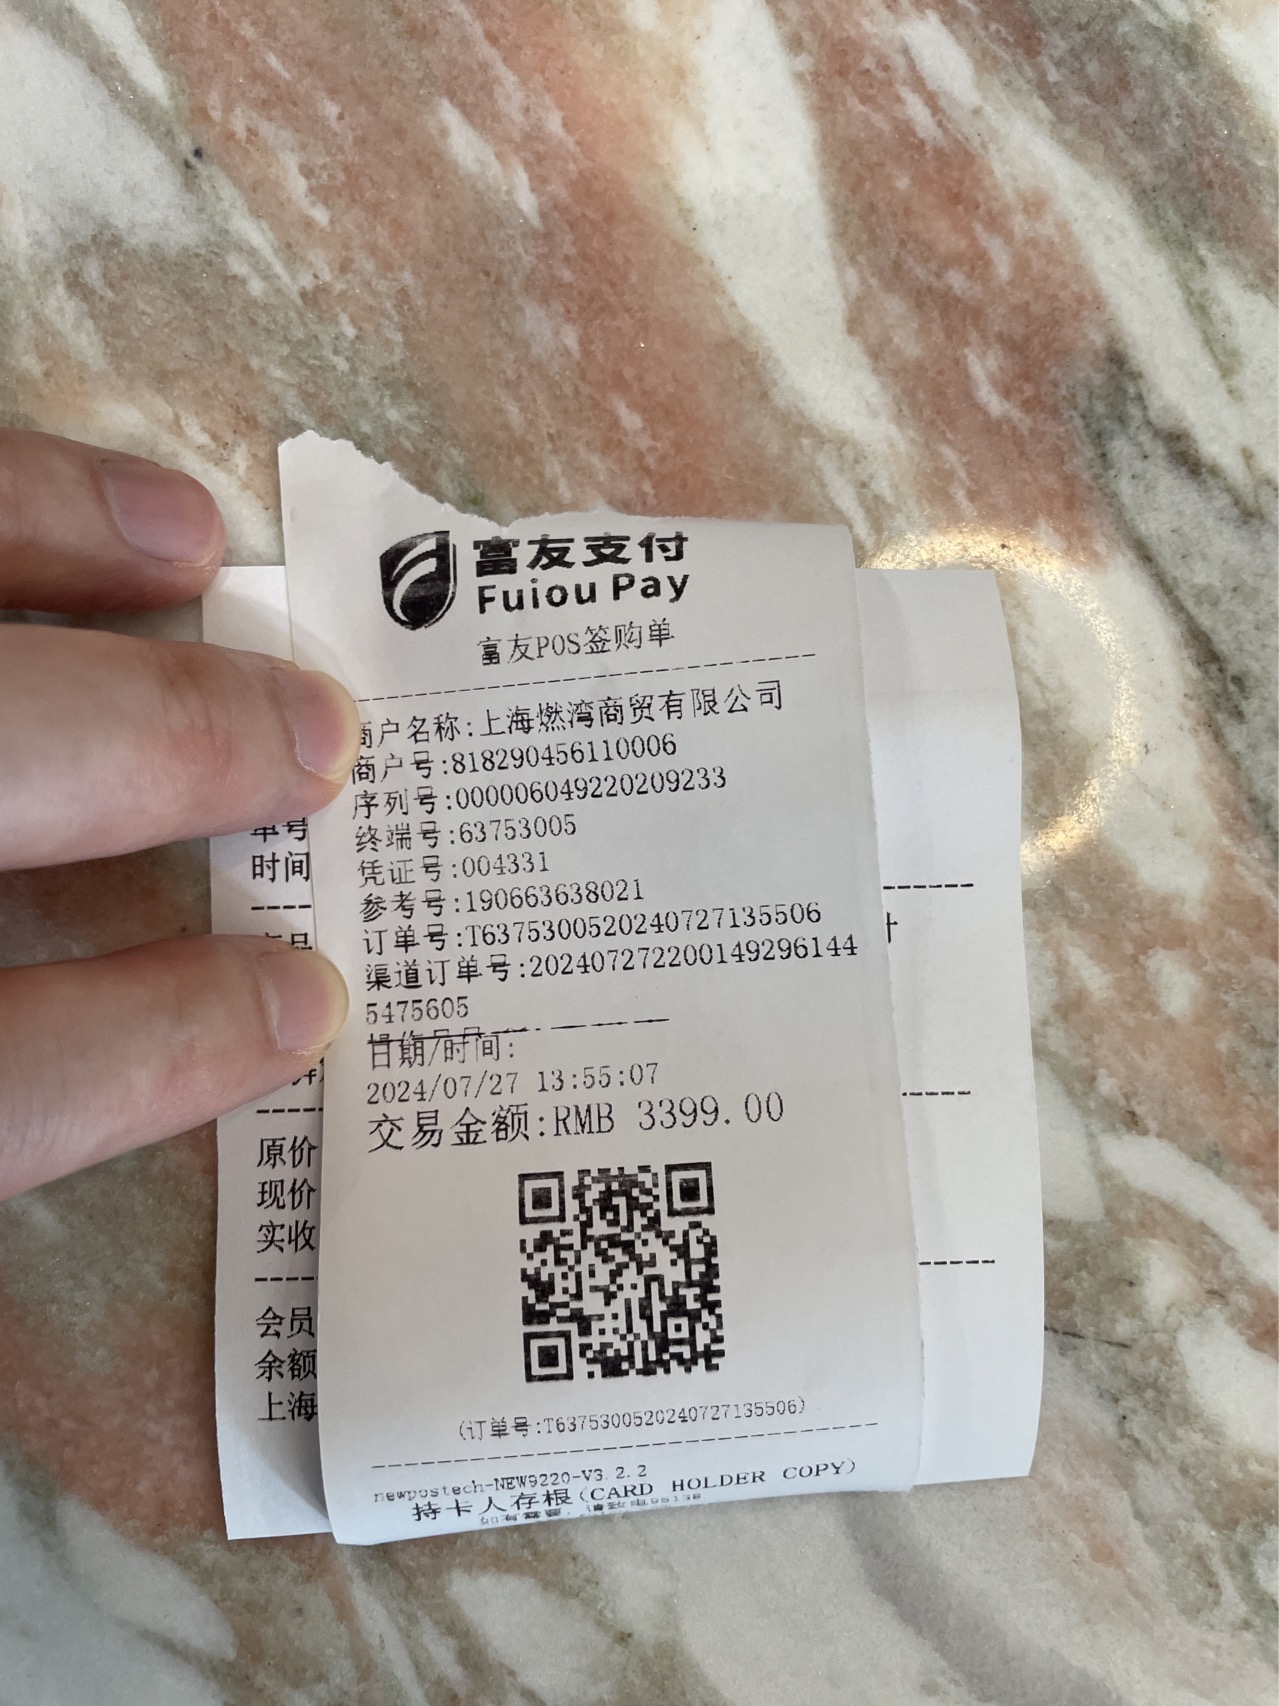 富友支付
Fuiou Pay
富友POS签购单
商户名称:上海燃湾商贸有限公司
商户号:818290456110006
序列号:000006049220209233
终端号:63753005
凭证号:004331
参考号:190663638021
订单号:T6375300520240727135506
渠道订单号:202407272200149296144
5475605
日期/时间:
2024/07/27 13:55:07
交易金额:RMB 3399.00
(订单号:T6375300520240727135506)
newpostech-NEW9220-V3.2.2
持卡人存根(CARD HOLDER COPY)
单号
时间
原价
现价
实收
会员
余额
上海